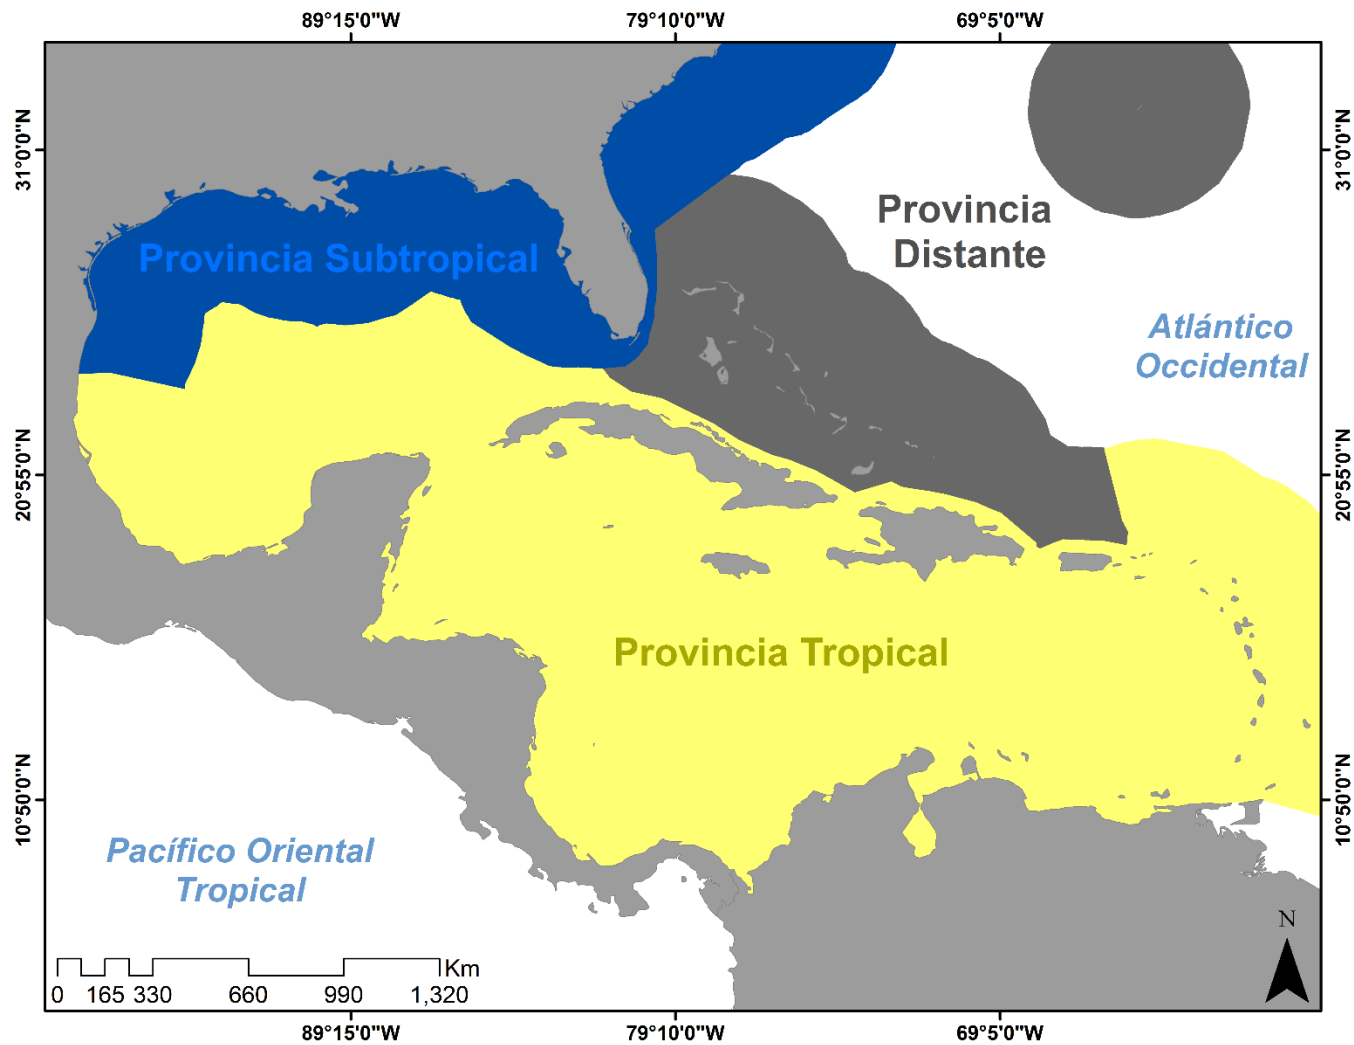 89°15'0"W
79°10'0"W
69°5'0"W
31°0'0"N
31°0'0"N
Provincia
Distante
Provincia Subtropical
Atlántico
Occidental
20°55'0"N
20°55'0"N
Provincia Tropical
10°50'0"N
10°50'0"N
Pacífico Oriental
Tropical
N
Km
0 165 330 660 990 1,320
89°15'0"W
79°10'0"W
69°5'0"W